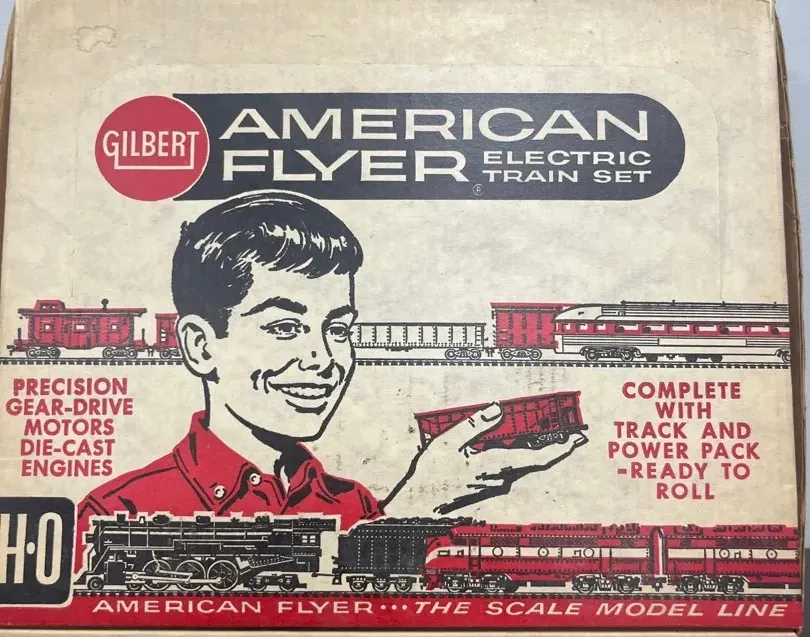 GILBERT
AMERICAN
FLYER ELECTRIC
TRAIN SET
®
PRECISION
GEAR-DRIVE
MOTORS
DIE-CAST
ENGINES
COMPLETE
WITH
TRACK AND
POWER PACK
-READY TO
ROLL
H•O
AMERICAN FLYER•••THE SCALE MODEL LINE